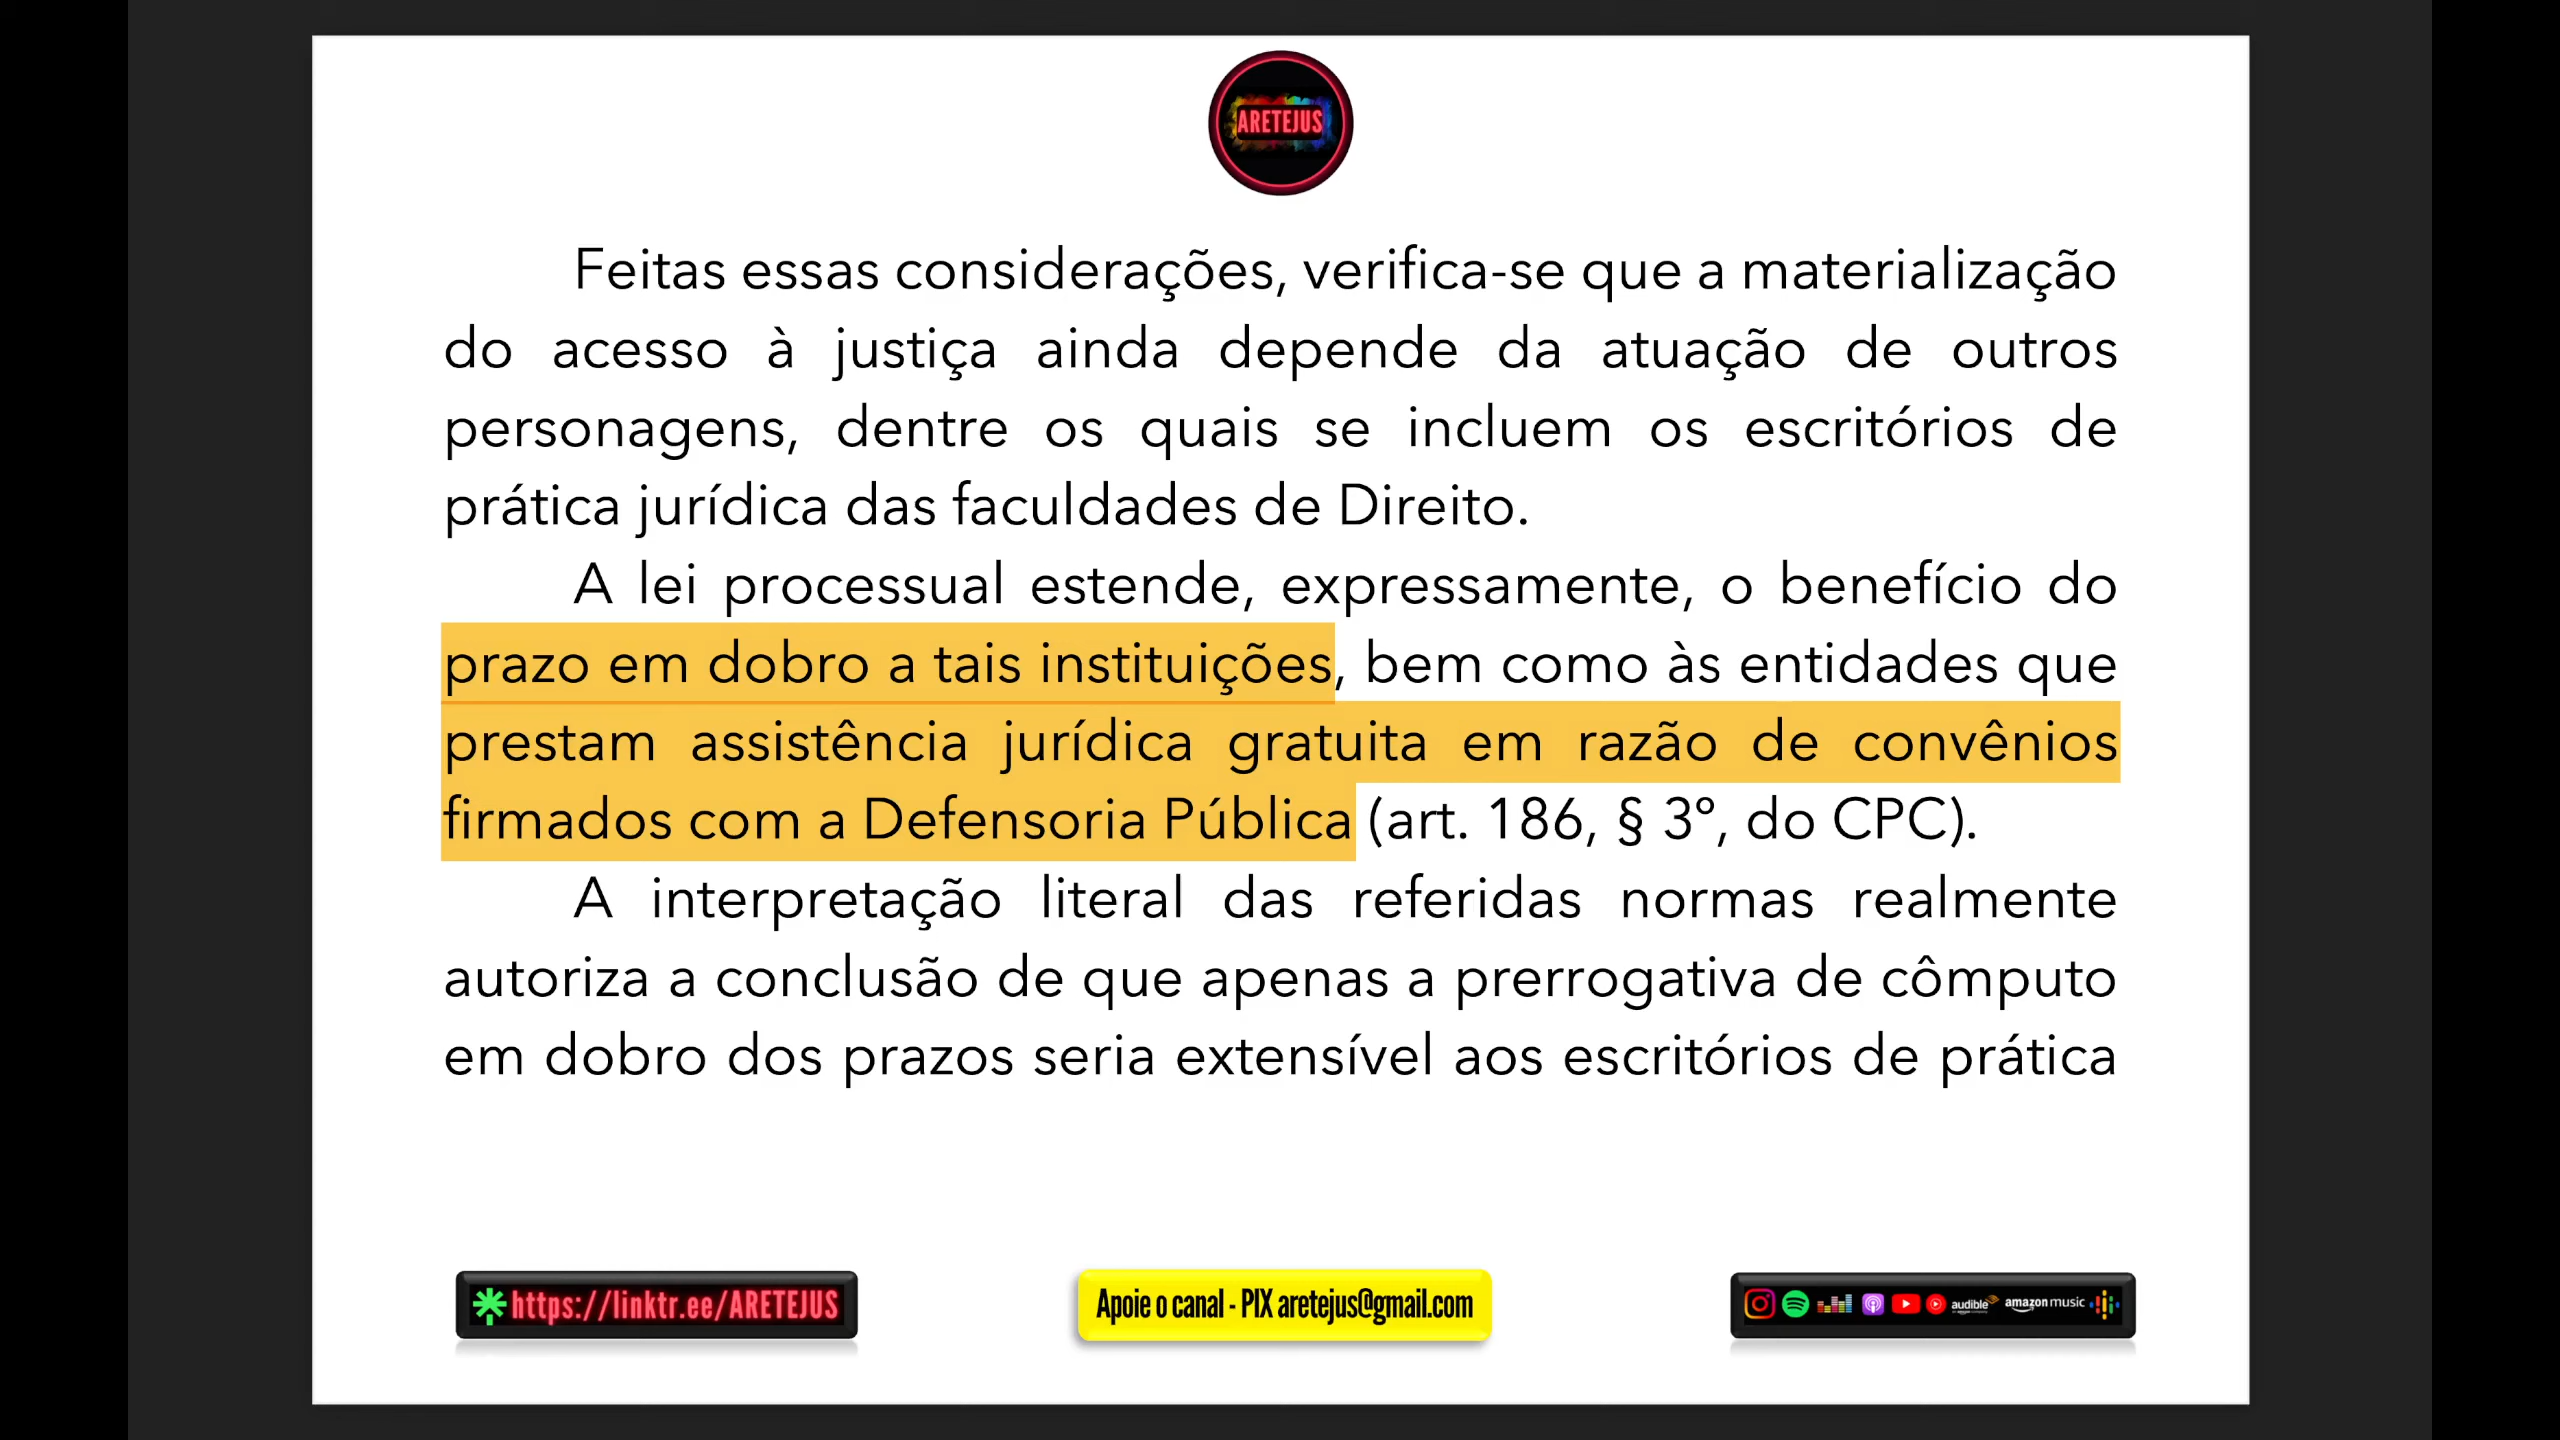 ARETEJUS
Feitas essas considerações, verifica-se que a materialização
do acesso à justiça ainda depende da atuação de outros
personagens, dentre os quais se incluem os escritórios de
prática jurídica das faculdades de Direito.
A lei processual estende, expressamente, o benefício do
prazo em dobro a tais instituições, bem como às entidades que
prestam assistência jurídica gratuita em razão de convênios
firmados com a Defensoria Pública (art. 186, § 3º, do CPC).
A interpretação literal das referidas normas realmente
autoriza a conclusão de que apenas a prerrogativa de cômputo
em dobro dos prazos seria extensível aos escritórios de prática
https://linktr.ee/ARETEJUS
Apoie o canal - PIX aretejus@gmail.com
audible amazon music